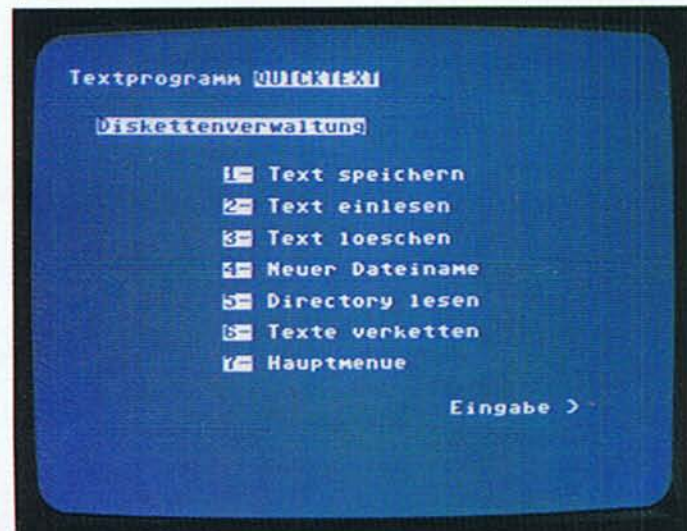 Textprogramm QUICKTEXT
Diskettenverwaltung
1- Text speichern
2- Text einlesen
3- Text loeschen
4- Neuer Dateiname
5- Directory lesen
6- Texte verketten
7- Hauptmenue
Eingabe >